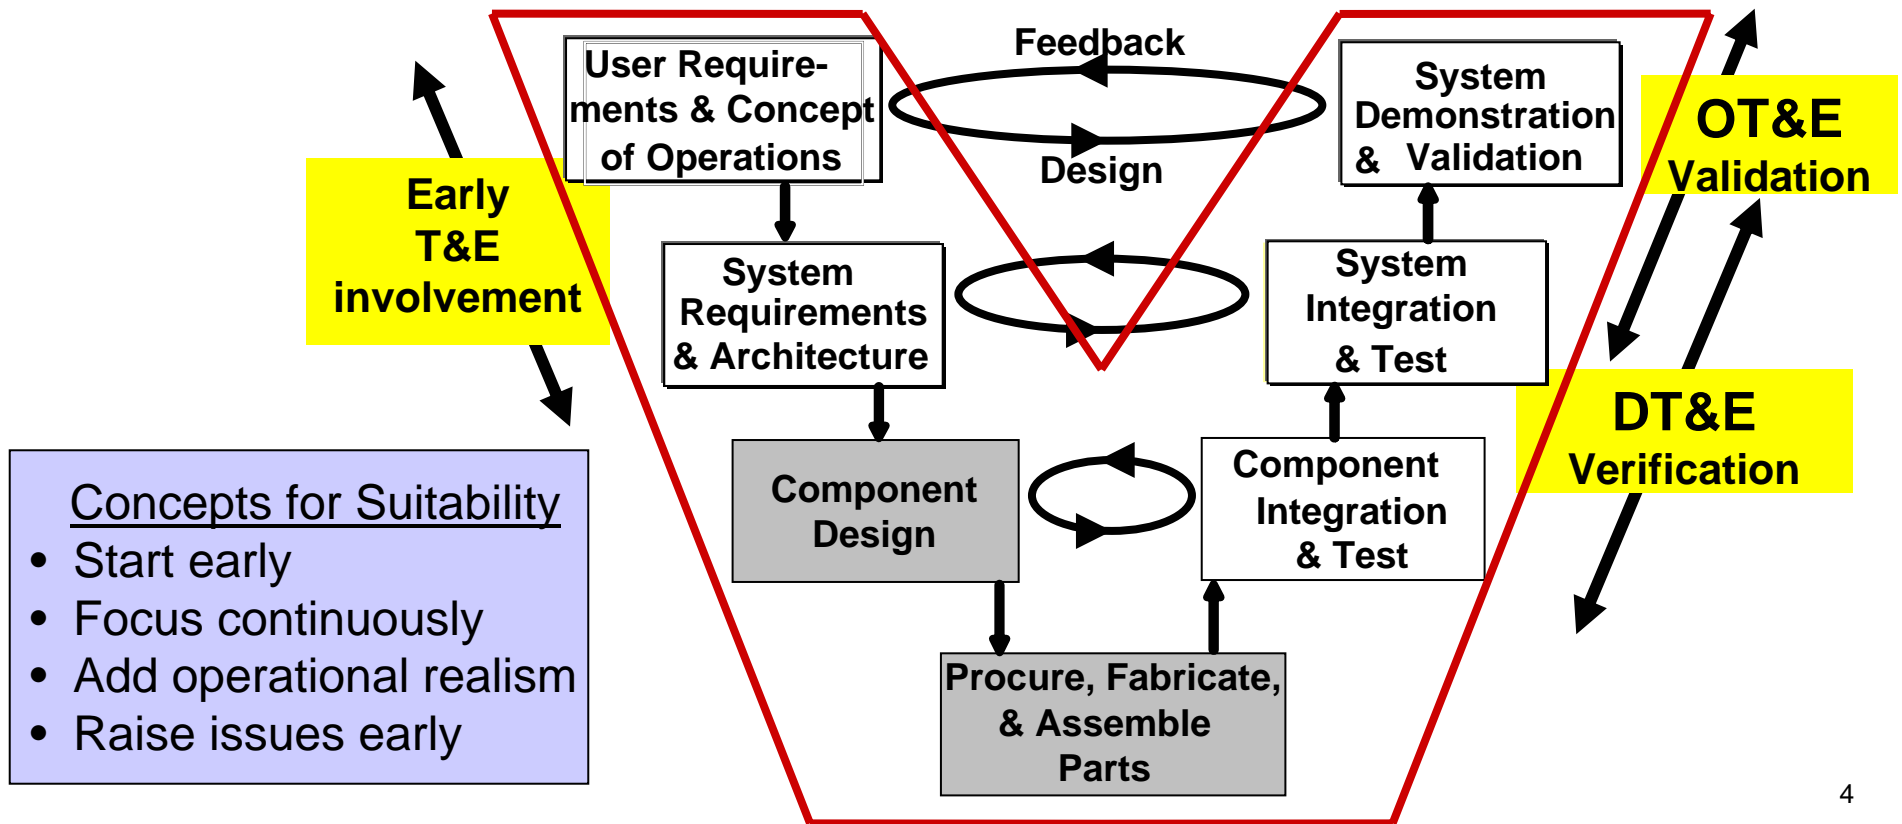 User Require-
ments & Concept
of Operations
Feedback
Design
System
Demonstration
& Validation
OT&E
Validation
Early
T&E
involvement
System
Requirements
& Architecture
System
Integration
& Test
DT&E
Verification
Component
Design
Component
Integration
& Test
Concepts for Suitability
• Start early
• Focus continuously
• Add operational realism
• Raise issues early
Procure, Fabricate,
& Assemble
Parts
4